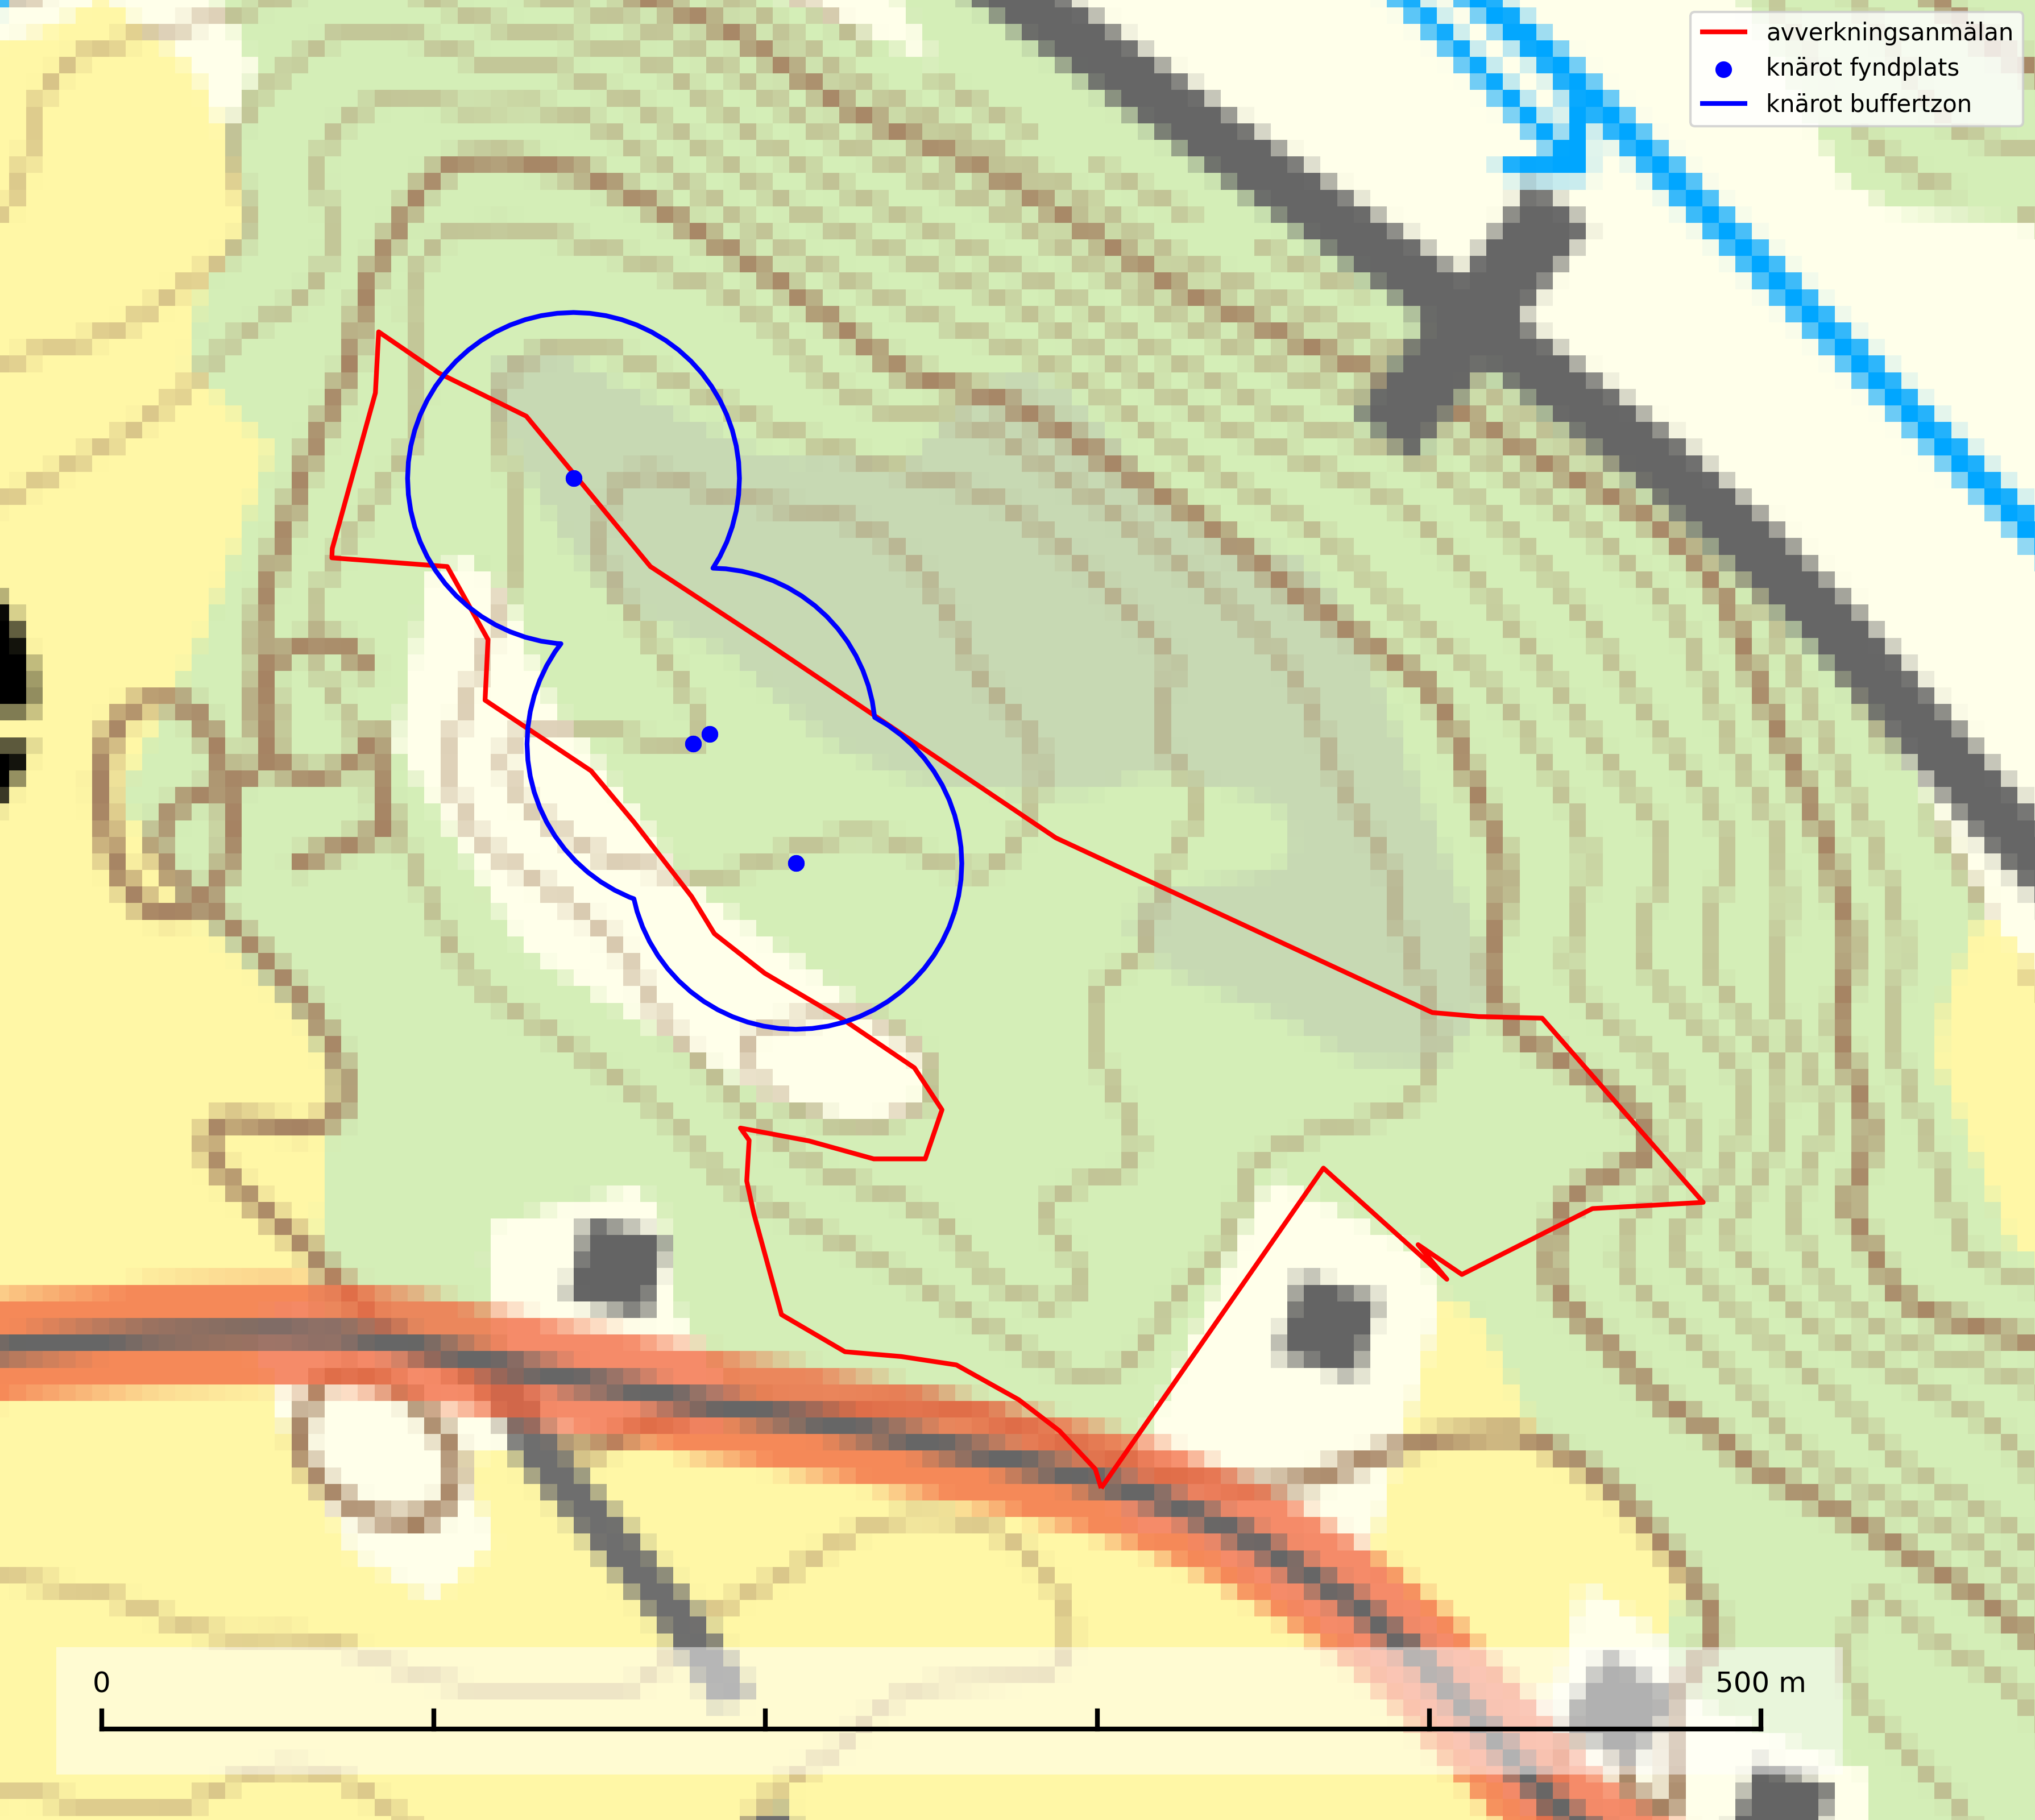 avverkningsanmälan
knärot fyndplats
knärot buffertzon
0
500 m